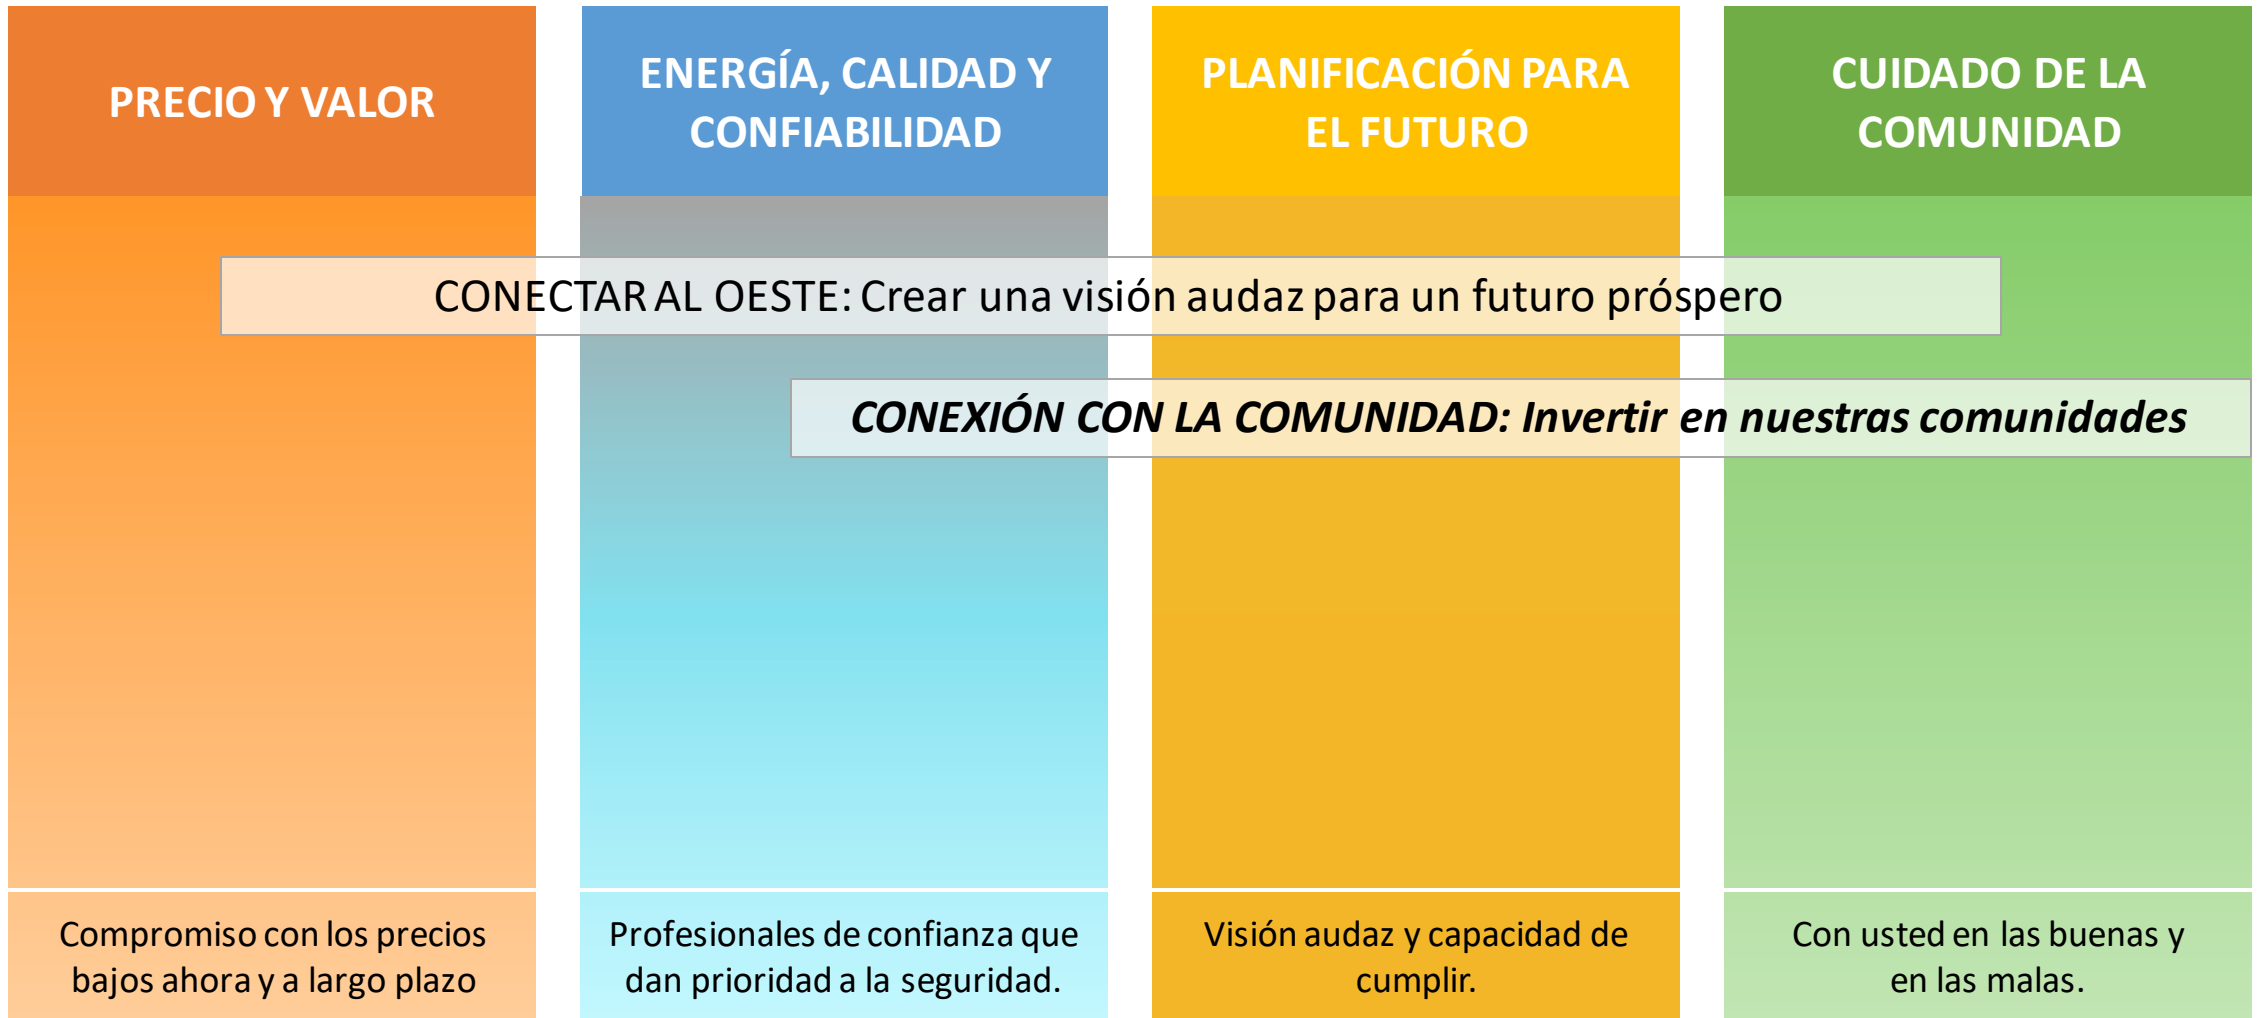 PRECIO Y VALOR
ENERGÍA, CALIDAD Y
CONFIABILIDAD
PLANIFICACIÓN PARA
EL FUTURO
CUIDADO DE LA
COMUNIDAD
CONECTAR AL OESTE: Crear una visión audaz para un futuro próspero
CONEXIÓN CON LA COMUNIDAD: Invertir en nuestras comunidades
Compromiso con los precios
bajos ahora y a largo plazo
Profesionales de confianza que
dan prioridad a la seguridad.
Visión audaz y capacidad de
cumplir.
Con usted en las buenas y
en las malas.